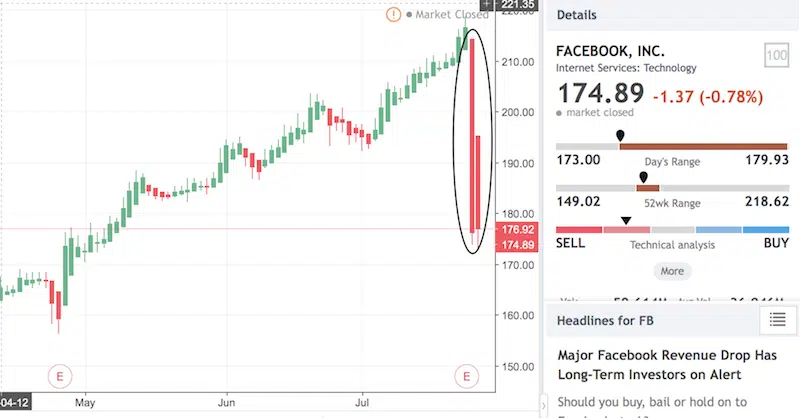 221.35
Market Closed
220.00
210.00
200.00
190.00
180.00
176.92
174.89
170.00
160.00
150.00
E
E
-04-12
May
Jun
Jul
Details
FACEBOOK, INC.
100
Internet Services: Technology
174.89 -1.37 (-0.78%)
market closed
173.00 Day's Range 179.93
149.02 52wk Range 218.62
SELL Technical analysis BUY
More
Headlines for FB
Major Facebook Revenue Drop Has
Long-Term Investors on Alert
Should you buy, bail or hold on to